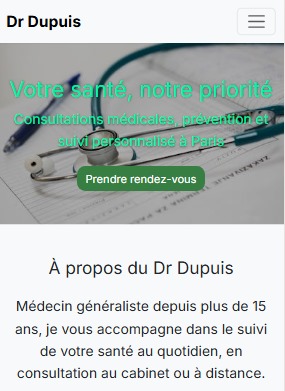 Dr Dupuis
Votre santé, notre priorité
Consultations médicales, prévention et
suivi personnalisé à Paris
Prendre rendez-vous
À propos du Dr Dupuis
Médecin généraliste depuis plus de 15
ans, je vous accompagne dans le suivi
de votre santé au quotidien, en
consultation au cabinet ou à distance.
ZAKAZIVANJE